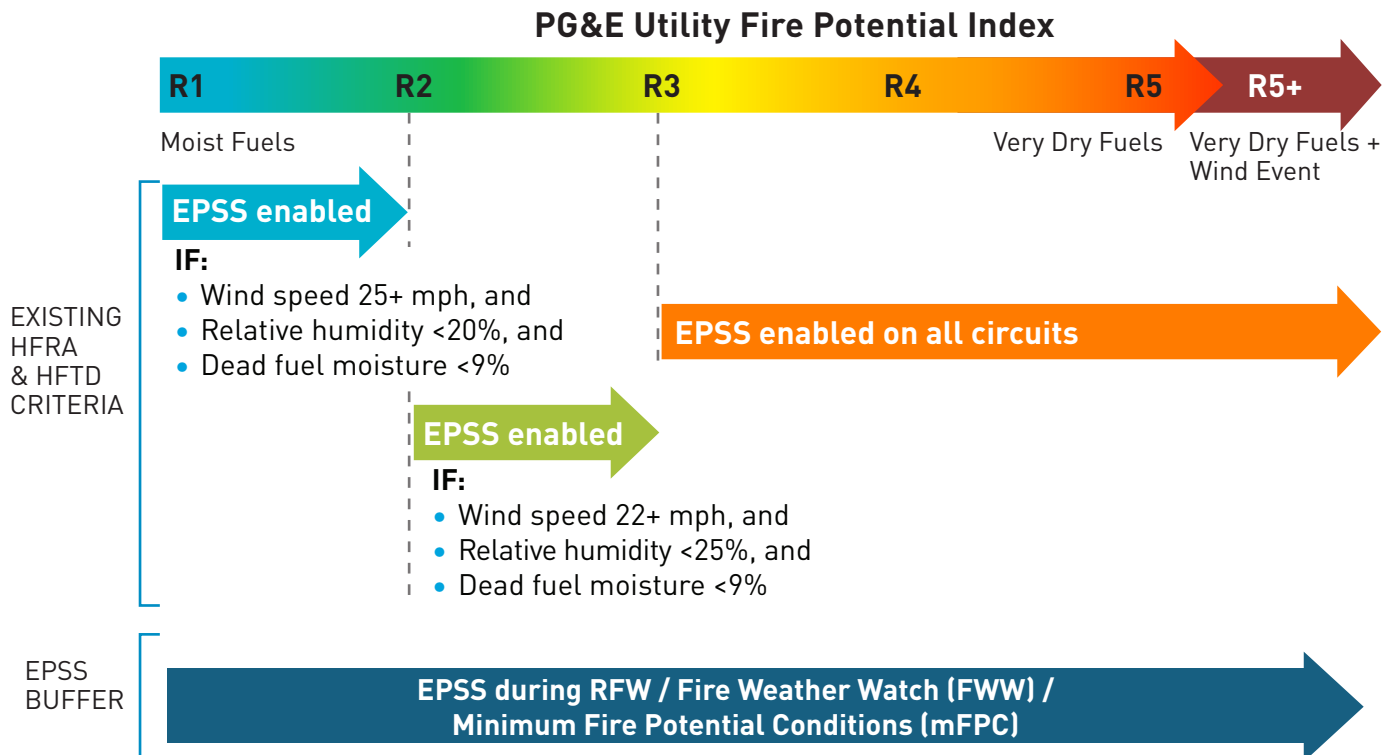 PG&E Utility Fire Potential Index
R1 R2 R3 R4 R5 R5+
Moist Fuels
Very Dry Fuels
Very Dry Fuels +
Wind Event
EXISTING
HFRA
& HFTD
CRITERIA
EPSS enabled
IF:
• Wind speed 25+ mph, and
• Relative humidity <20%, and
• Dead fuel moisture <9%
EPSS enabled on all circuits
EPSS enabled
IF:
• Wind speed 22+ mph, and
• Relative humidity <25%, and
• Dead fuel moisture <9%
EPSS
BUFFER
EPSS during RFW / Fire Weather Watch (FWW) /
Minimum Fire Potential Conditions (mFPC)